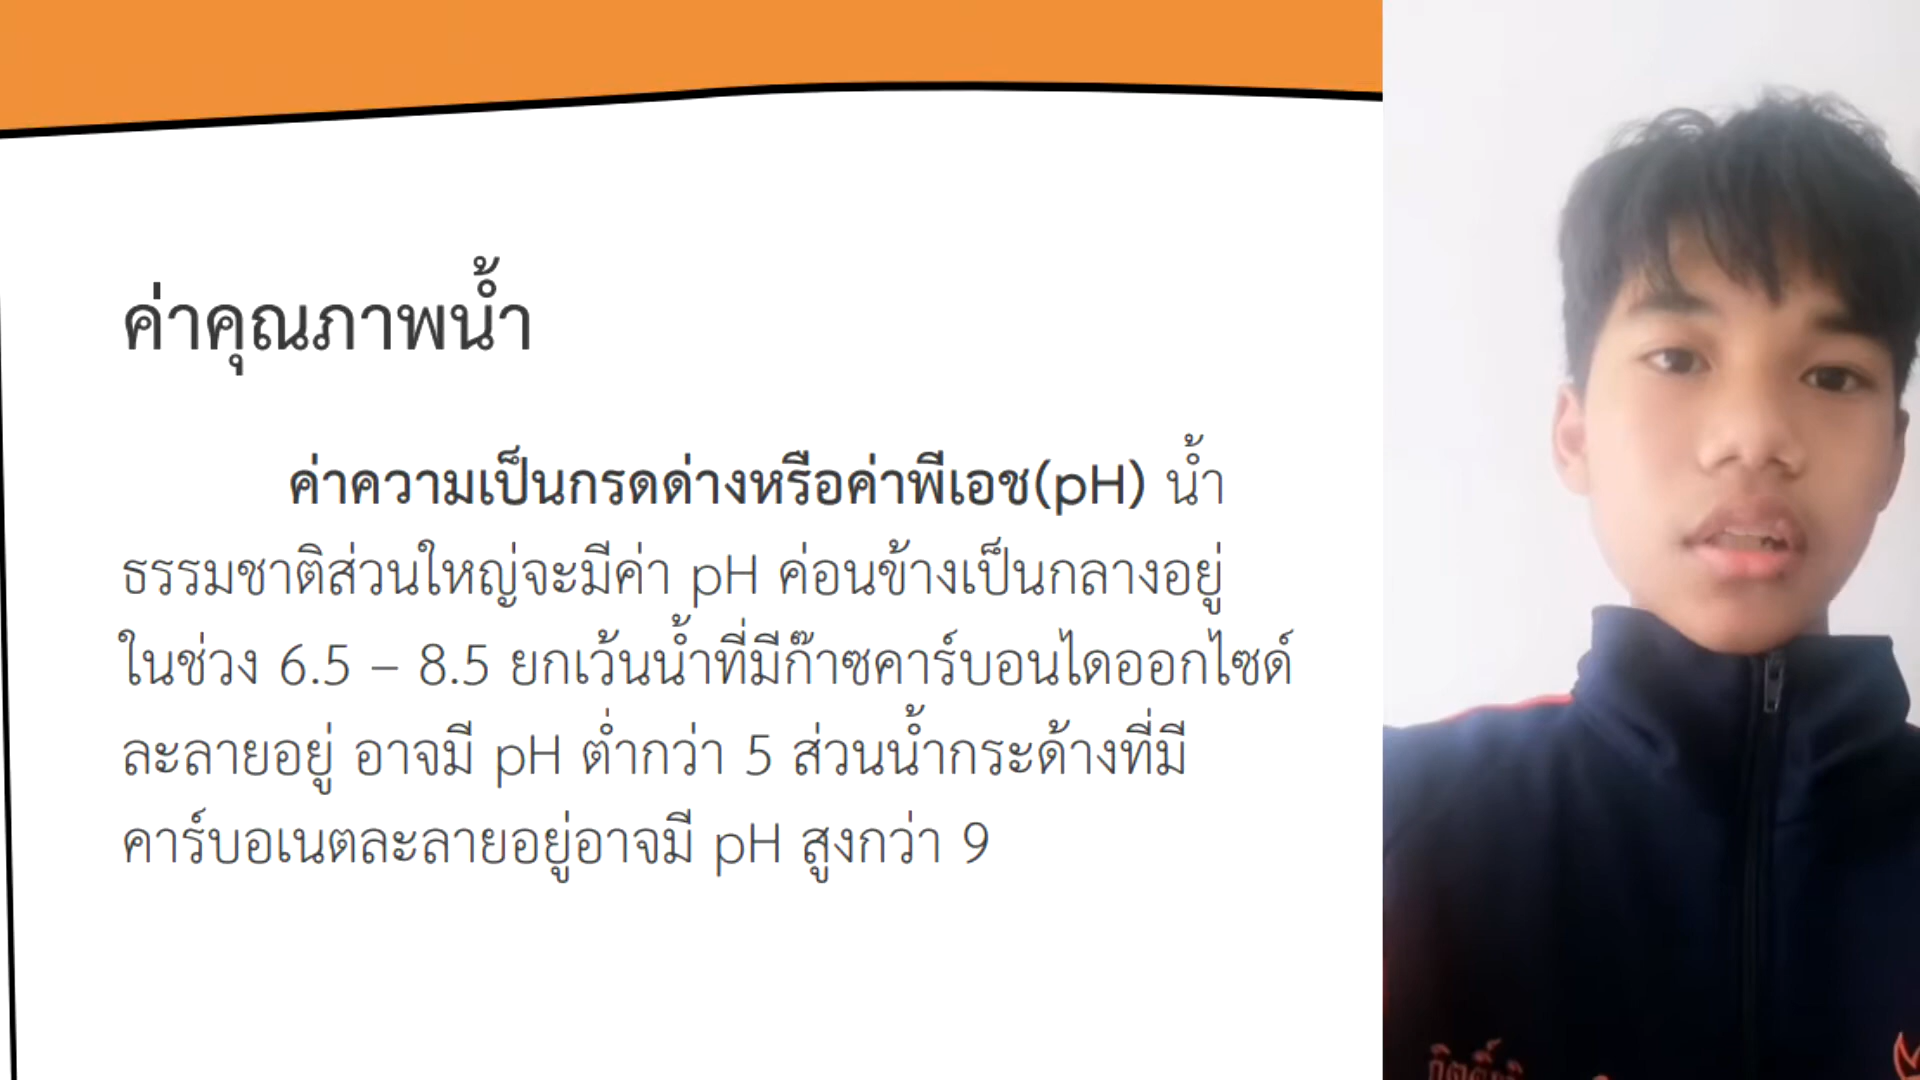 ค่าคุณภาพน้ำ
ค่าความเป็นกรดด่างหรือค่าพีเอช(pH) น้ำ
ธรรมชาติส่วนใหญ่จะมีค่า pH ค่อนข้างเป็นกลางอยู่
ในช่วง 6.5 – 8.5 ยกเว้นน้ำที่มีก๊าซคาร์บอนไดออกไซด์
ละลายอยู่ อาจมี pH ต่ำกว่า 5 ส่วนน้ำกระด้างที่มี
คาร์บอเนตละลายอยู่อาจมี pH สูงกว่า 9